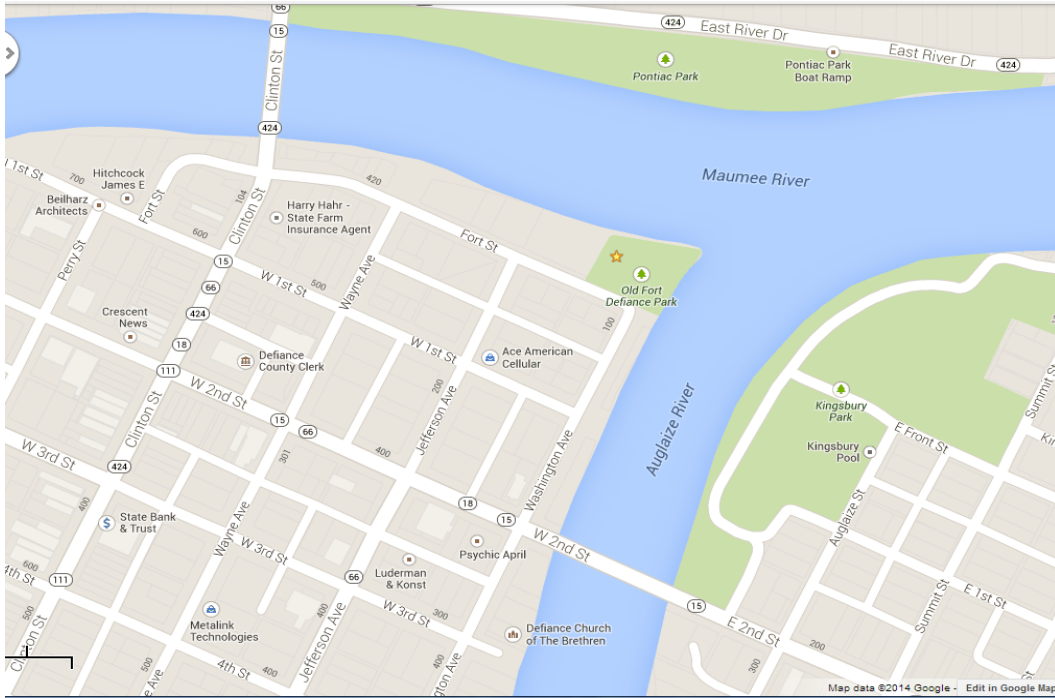 66
15
Clinton St
424
424
East River Dr
East River Dr
424
Pontiac Park
Pontiac Park
Boat Ramp
Maumee River
700
Hitchcock
James E
Beilharz
Architects
Fort St
104
Clinton St
420
Harry Hahr -
State Farm
Insurance Agent
Perry St
600
15
W 1st St
500
Wayne Ave
Fort St
Old Fort
Defiance Park
66
424
Crescent
News
18
111
Defiance
County Clerk
W 1st St
Ace American
Cellular
100
W 2nd St
200
Jefferson Ave
15
66
Clinton St
Auglaize River
Kingsbury
Park
Summit St
E Front St
Kingsbury
Pool
W 3rd St
424
301
400
Washington Ave
400
18
15
State Bank
& Trust
Wayne Ave
W 3rd St
Psychic April
W 2nd St
Auglaize St
Luderman
& Konst
66
600
4th St
111
E 1st St
Metalink
Technologies
400
W 3rd St
300
15
E 2nd St
200
Summit St
500
Clinton St
Jefferson Ave
Defiance Church
of The Brethren
300
500
4th St
400
400
Map data ©2014 Google -
Edit in Google Map